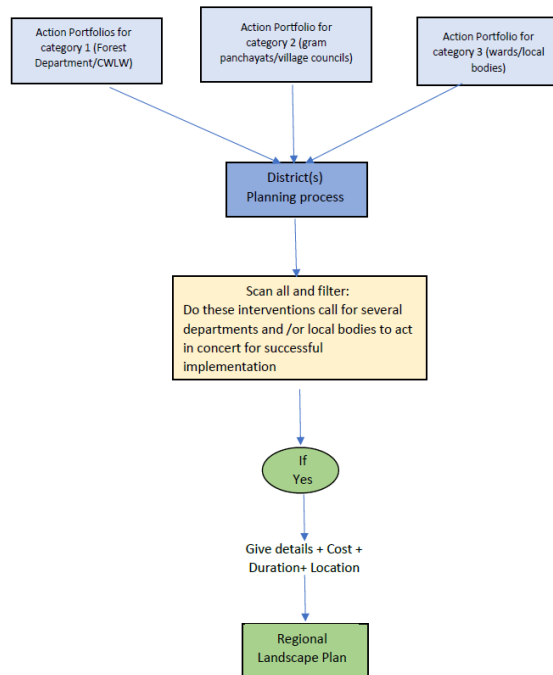 Action Portfolios for
category 1 (Forest
Department/CWLW)
Action Portfolio for
category 2 (gram
panchayats/village councils)
Action Portfolio for
category 3 (wards/local
bodies)
District(s)
Planning process
Scan all and filter:
Do these interventions call for several
departments and /or local bodies to act
in concert for successful
implementation
If
Yes
Give details + Cost +
Duration+ Location
Regional
Landscape Plan